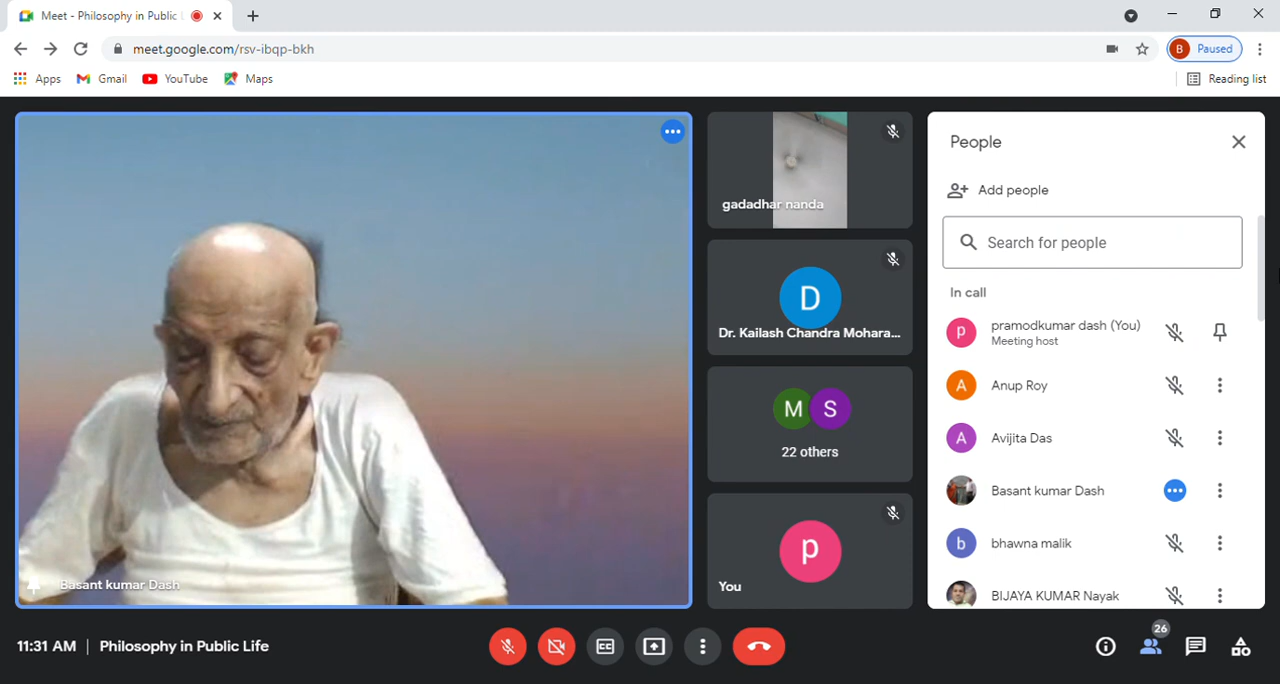 Meet - Philosophy in Public
meet.google.com/rsv-ibqp-bkh
B Paused
Apps Gmail YouTube Maps
Reading list
Basant kumar Dash
gadadhar nanda
D
Dr. Kailash Chandra Mohara...
M S
22 others
p
You
People
Add people
Search for people
In call
p pramodkumar dash (You)
Meeting host
A Anup Roy
A Avijita Das
Basant kumar Dash
b bhawna malik
BIJAYA KUMAR Nayak
11:31 AM | Philosophy in Public Life
CC
26